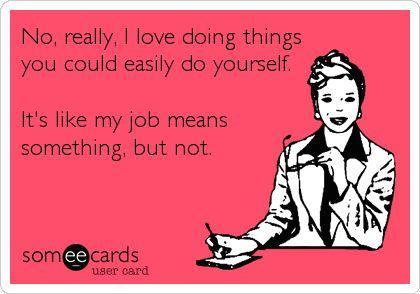 No, really, I love doing things
you could easily do yourself.
It's like my job means
something, but not.
someecards
user card